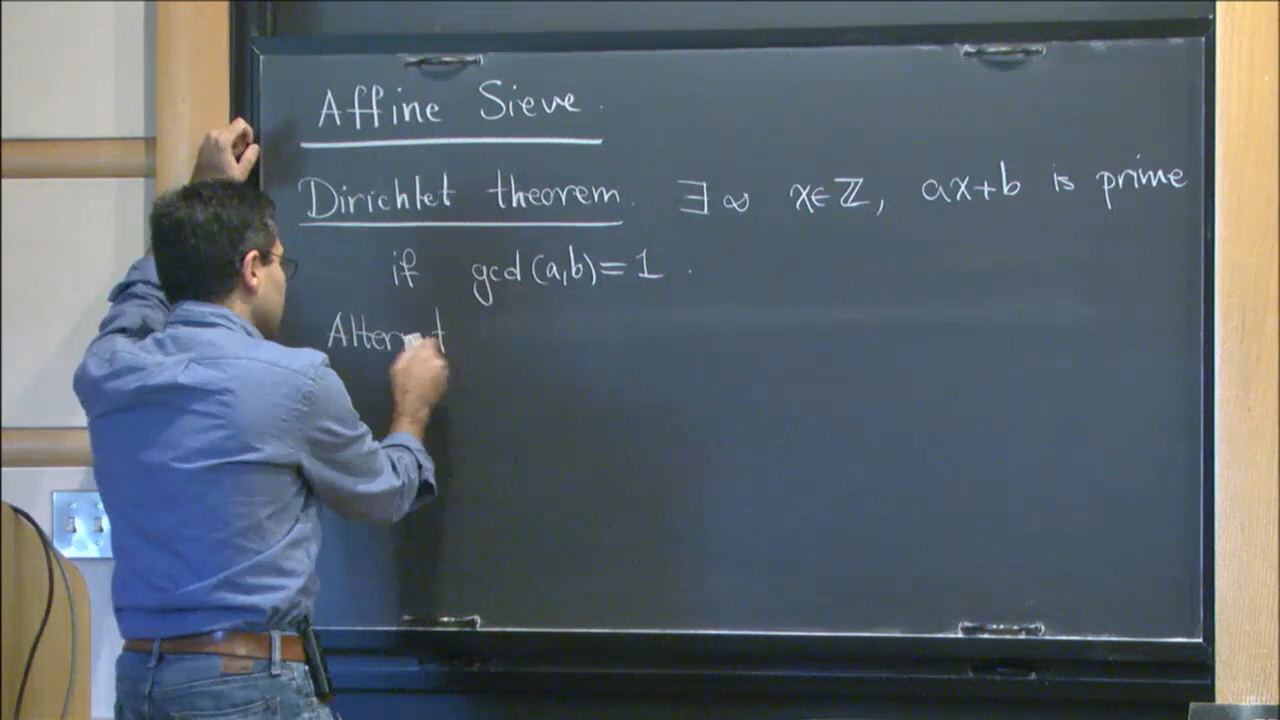 Affine Sieve.
Dirichlet theorem. ∃ ∞ x∈ℤ, ax+b is prime
if gcd(a,b)=1.